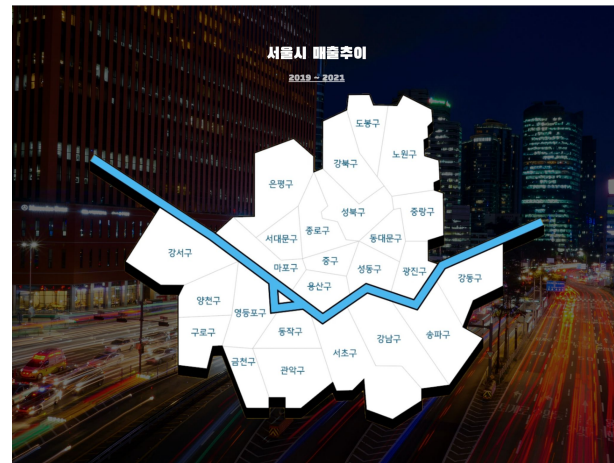 서울시 매출추이
2019 ~ 2021
도봉구
노원구
강북구
은평구
성북구
중랑구
종로구
서대문구
동대문구
중구
마포구
성동구
광진구
강서구
용산구
강동구
양천구
영등포구
구로구
동작구
송파구
강남구
서초구
금천구
관악구